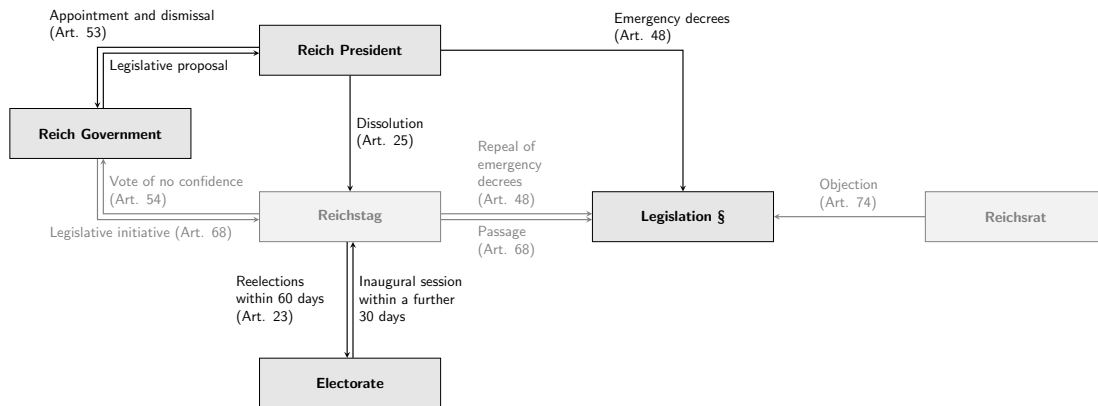 Appointment and dismissal
(Art. 53)
Emergency decrees
(Art. 48)
Reich President
Legislative proposal
Reich Government
Dissolution
(Art. 25)
Repeal of
emergency
decrees
(Art. 48)
Vote of no confidence
(Art. 54)
Objection
(Art. 74)
Reichstag
Legislation §
Reichsrat
Legislative initiative (Art. 68)
Passage
(Art. 68)
Reelections
within 60 days
(Art. 23)
Inaugural session
within a further
30 days
Electorate